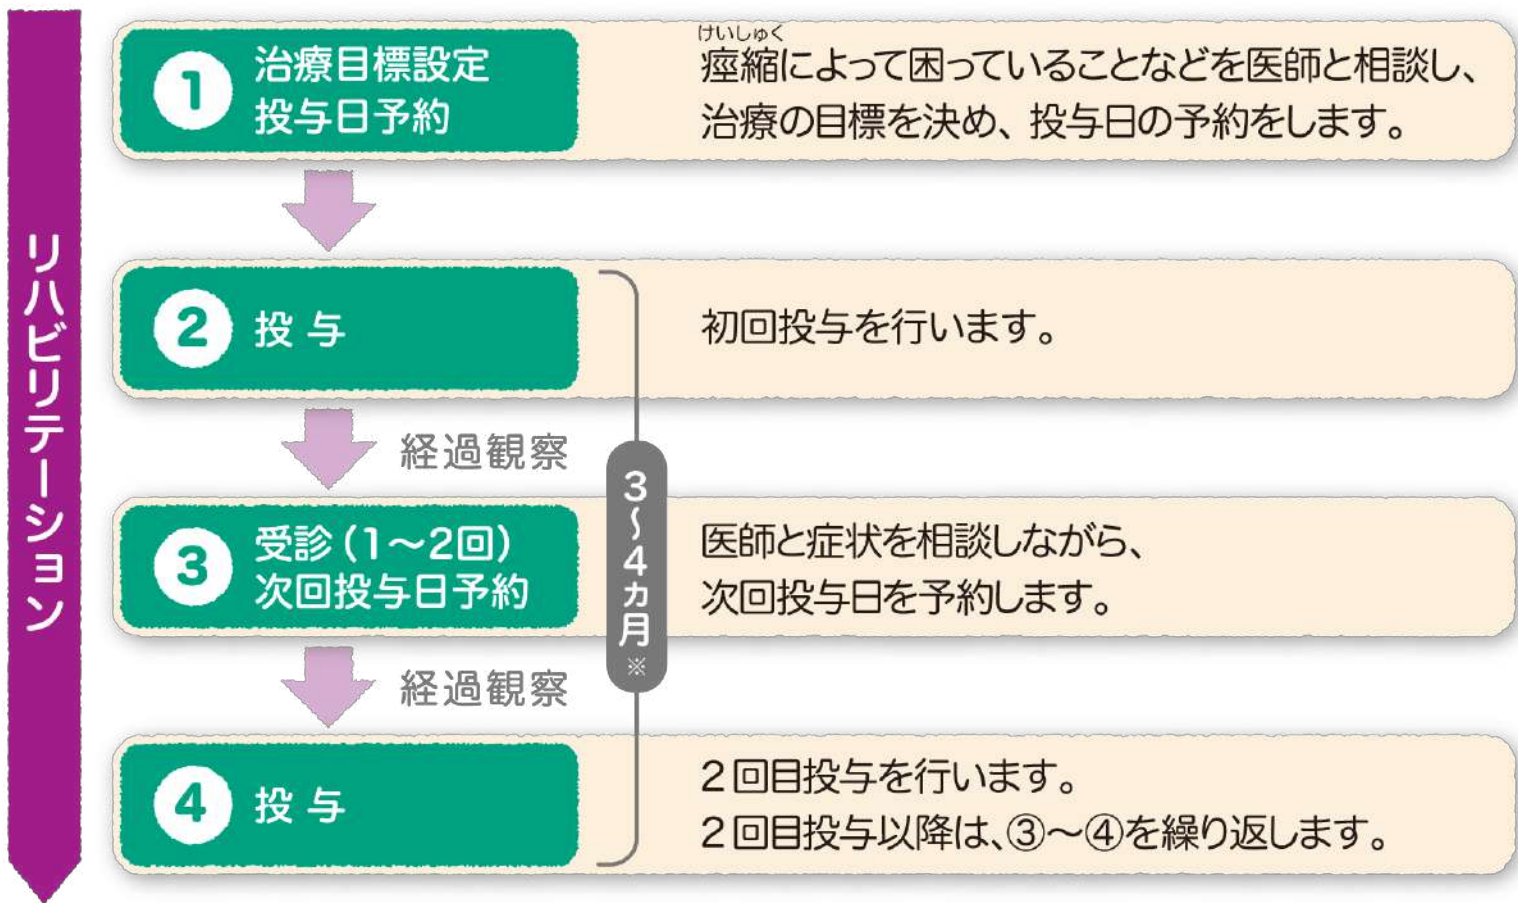 リハビリテーション
1
治療目標設定
投与日予約
けいしゅく
痙縮によって困っていることなどを医師と相談し、
治療の目標を決め、投与日の予約をします。
2
投与
初回投与を行います。
経過観察
3〜4ヵ月※
3
受診(1〜2回)
次回投与日予約
医師と症状を相談しながら、
次回投与日を予約します。
経過観察
4
投与
2回目投与を行います。
2回目投与以降は、③〜④を繰り返します。